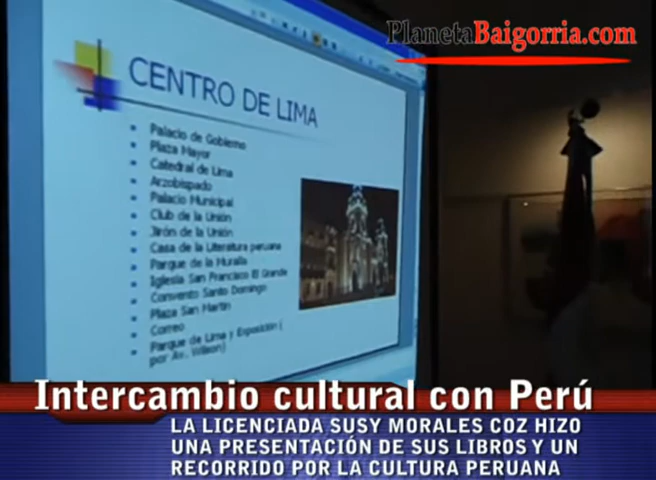 PlanetaBaigorria.com
CENTRO DE LIMA
Palacio de Gobierno
Plaza Mayor
Catedral de Lima
Arzobispado
Palacio Municipal
Club de la Unión
Jirón de la Unión
Casa de la Literatura peruana
Parque de la Muralla
Iglesia San Francisco El Grande
Convento Santo Domingo
Plaza San Martin
Correo
Parque de Lima y Exposición (
por Av. Wilson)
Intercambio cultural con Perú
LA LICENCIADA SUSY MORALES COZ HIZO
UNA PRESENTACIÓN DE SUS LIBROS Y UN
RECORRIDO POR LA CULTURA PERUANA